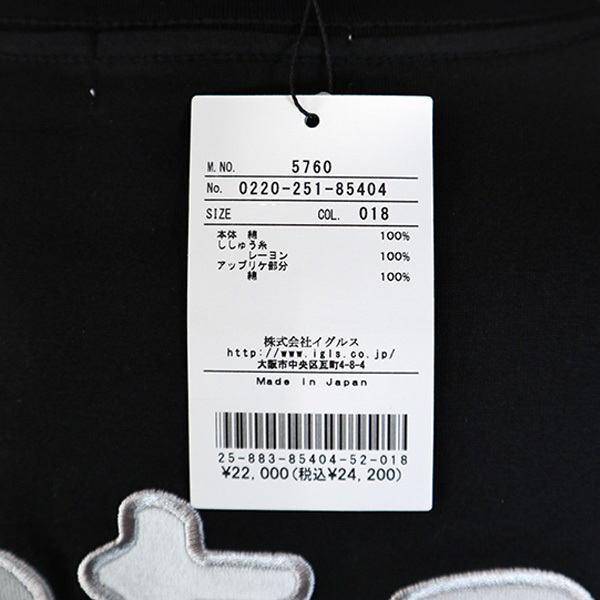 M.NO. 5760
No. 0220-251-85404
SIZE COL. 018
本体 綿 100%
ししゅう糸
レーヨン 100%
アップリケ部分
綿 100%
株式会社イグルス
http://www.igls.co.jp/
大阪市中央区瓦町4-8-4
Made in Japan
25-883-85404-52-018
¥22,000(税込¥24,200)